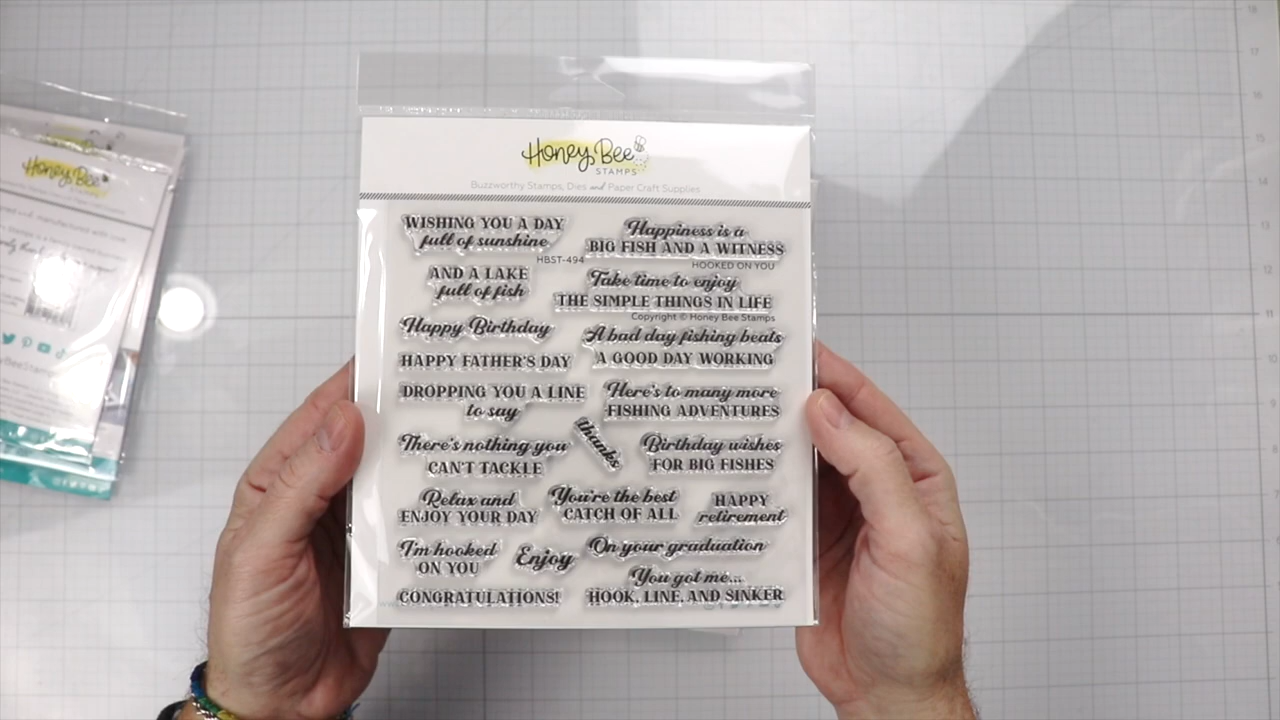 Honey Bee
STAMPS
Buzzworthy Stamps, Dies and Paper Craft Supplies
WISHING YOU A DAY
full of sunshine
HBST-494
AND A LAKE
full of fish
Happy Birthday
HAPPY FATHER'S DAY
DROPPING YOU A LINE
to say
There's nothing you
CAN'T TACKLE
thanks
Relax and
ENJOY YOUR DAY
I'm hooked
ON YOU
Enjoy
CONGRATULATIONS!
Happiness is a
BIG FISH AND A WITNESS
HOOKED ON YOU
Take time to enjoy
THE SIMPLE THINGS IN LIFE
Copyright © Honey Bee Stamps
A bad day fishing beats
A GOOD DAY WORKING
Here's to many more
FISHING ADVENTURES
Birthday wishes
FOR BIG FISHES
You're the best
CATCH OF ALL
HAPPY
retirement
On your graduation
You got me...
HOOK, LINE, AND SINKER
Honey Bee
STAMPS
18
17
15
11